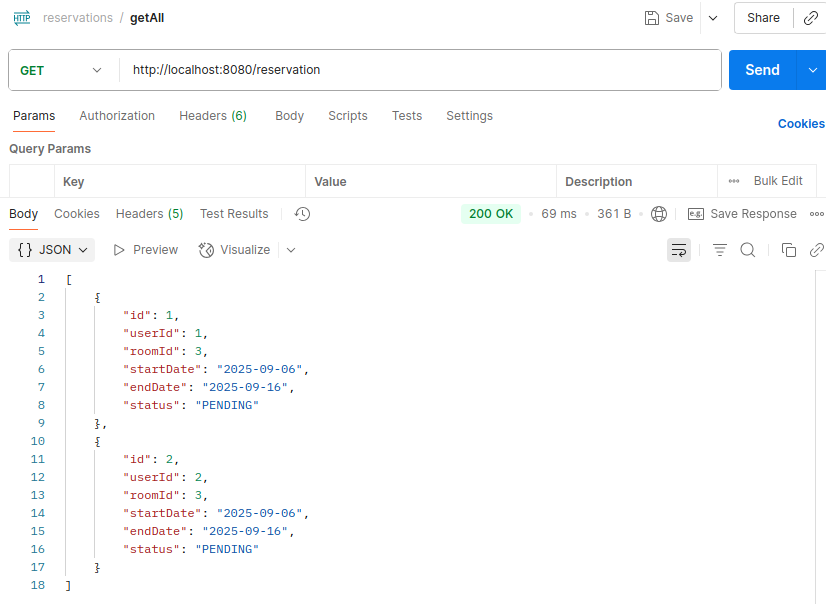 HTTP reservations / getAll Save Share
GET http://localhost:8080/reservation Send
Params Authorization Headers (6) Body Scripts Tests Settings
Cookies
Query Params
Key Value Description Bulk Edit
Body Cookies Headers (5) Test Results 200 OK • 69 ms • 361 B • e.g. Save Response
{} JSON Preview Visualize
1 [
2 {
3 "id": 1,
4 "userId": 1,
5 "roomId": 3,
6 "startDate": "2025-09-06",
7 "endDate": "2025-09-16",
8 "status": "PENDING"
9 },
10 {
11 "id": 2,
12 "userId": 2,
13 "roomId": 3,
14 "startDate": "2025-09-06",
15 "endDate": "2025-09-16",
16 "status": "PENDING"
17 }
18 ]